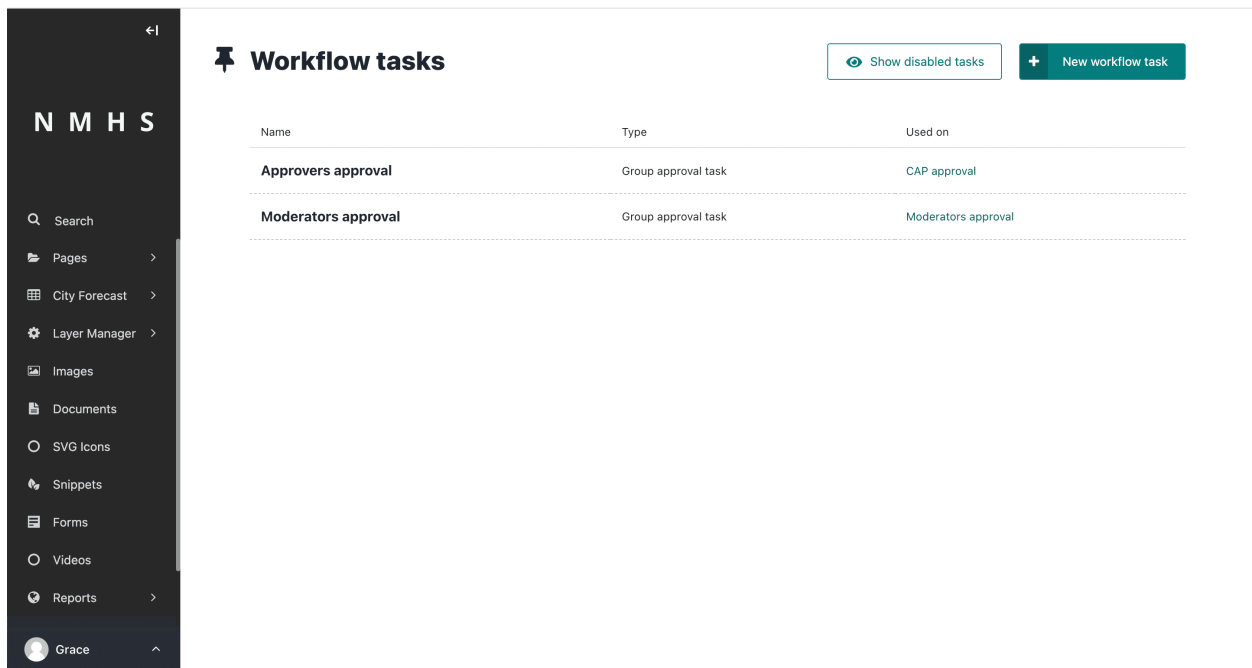 N M H S
Search
Pages
City Forecast
Layer Manager
Images
Documents
SVG Icons
Snippets
Forms
Videos
Reports
Grace
Workflow tasks
Show disabled tasks
New workflow task
Name Type Used on
Approvers approval Group approval task CAP approval
Moderators approval Group approval task Moderators approval